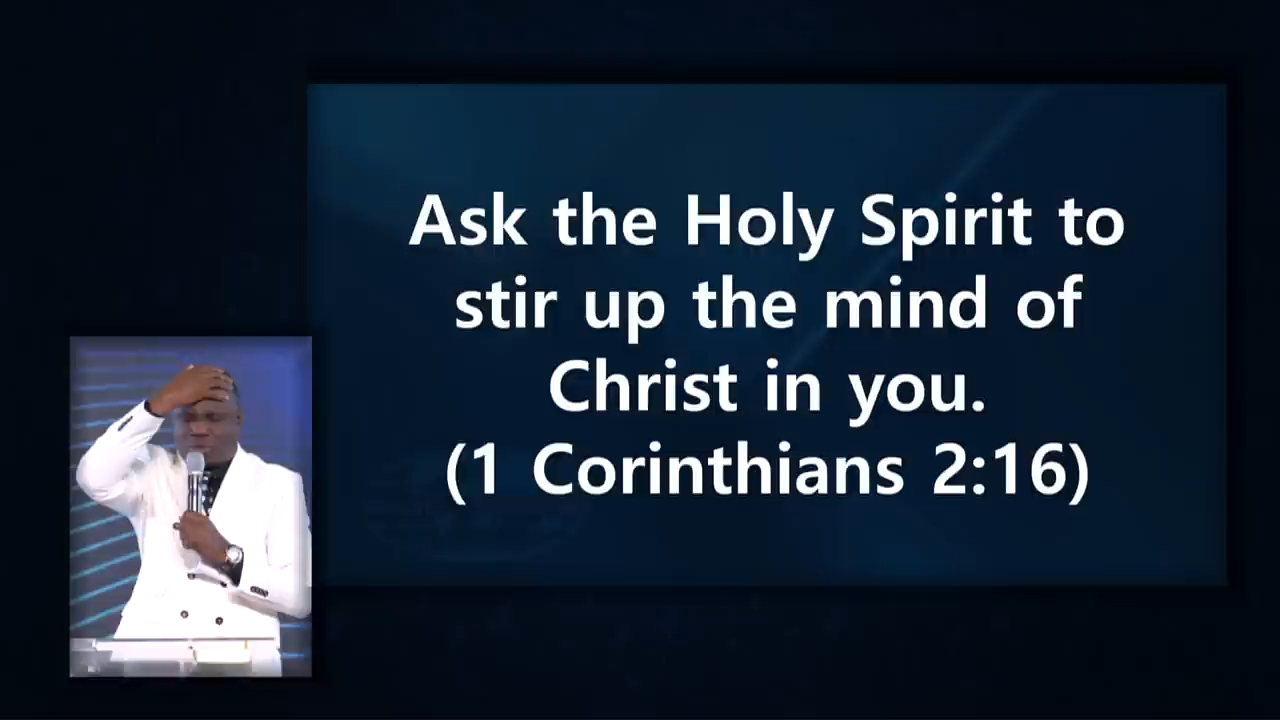 Ask the Holy Spirit to
stir up the mind of
Christ in you.
(1 Corinthians 2:16)